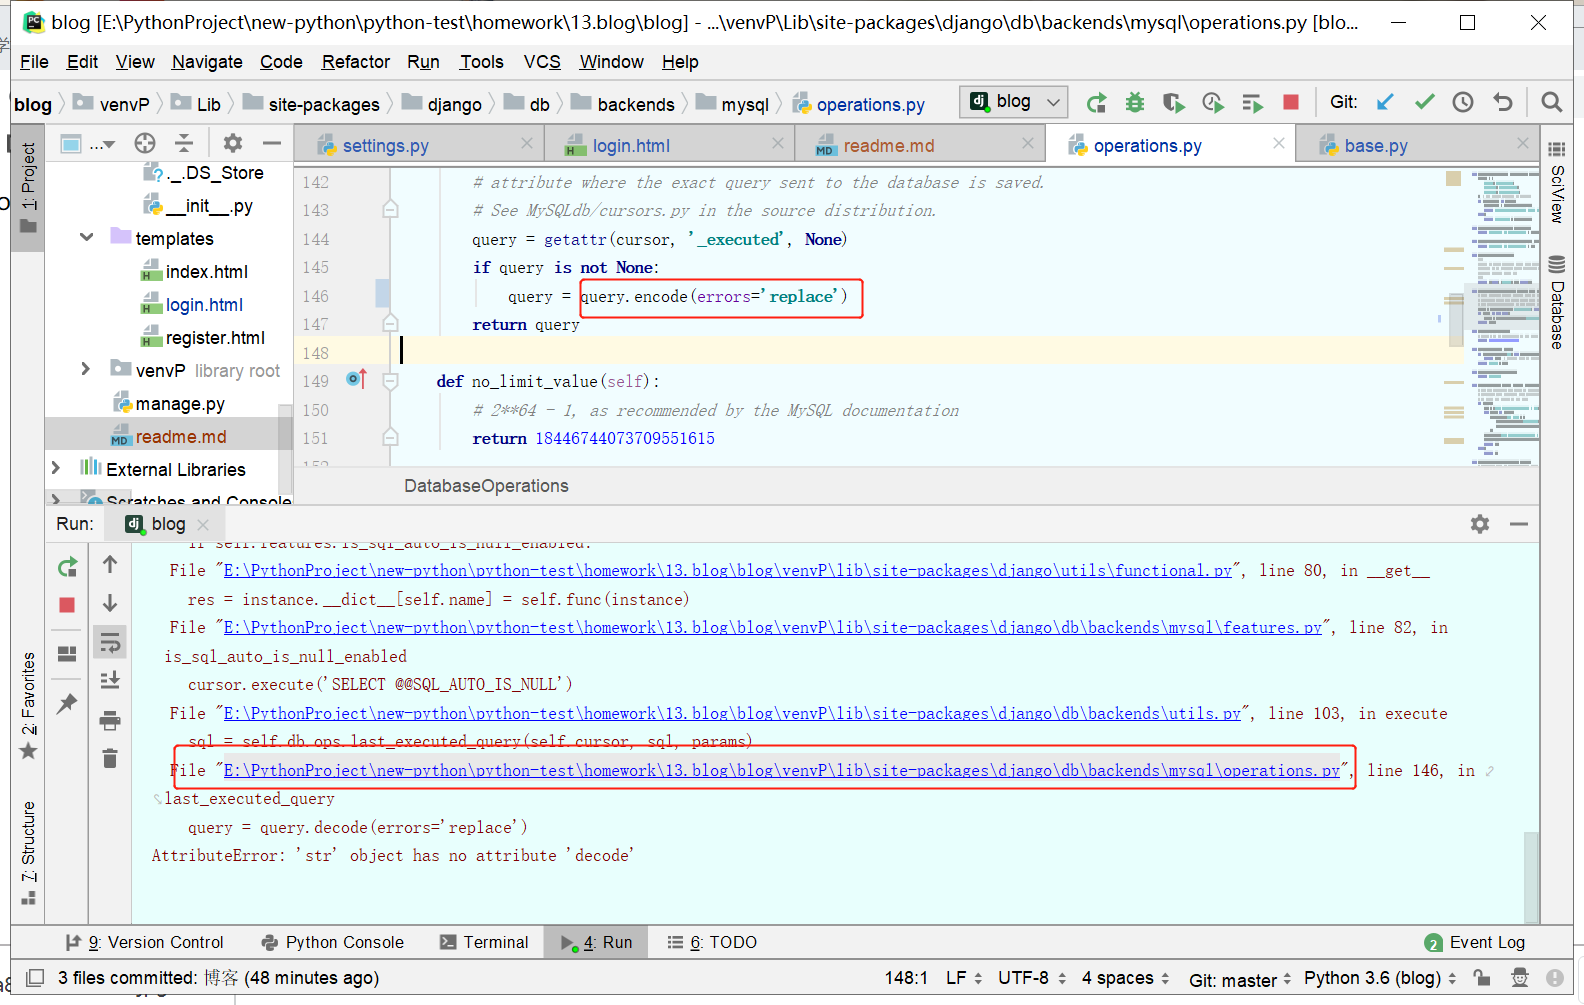 blog [E:\PythonProject\new-python\python-test\homework\13.blog\blog] - ...\venvP\Lib\site-packages\django\db\backends\mysql\operations.py [blo...
File Edit View Navigate Code Refactor Run Tools VCS Window Help
blog venvP Lib site-packages django db backends mysql operations.py blog Git:
... settings.py login.html readme.md operations.py base.py
1: Project
._.DS_Store
__init__.py
templates
index.html
login.html
register.html
venvP library root
manage.py
readme.md
External Libraries
Scratches and Console
142 # attribute where the exact query sent to the database is saved.
143 # See MySQLdb/cursors.py in the source distribution.
144 query = getattr(cursor, '_executed', None)
145 if query is not None:
146 query = query.encode(errors='replace')
147 return query
148
149 def no_limit_value(self):
150 # 2**64 - 1, as recommended by the MySQL documentation
151 return 18446744073709551615
152
DatabaseOperations
SciView
Database
Run: blog
if self.features.is_sql_auto_is_null_enabled:
File "E:\PythonProject\new-python\python-test\homework\13.blog\blog\venvP\lib\site-packages\django\utils\functional.py", line 80, in __get__
res = instance.__dict__[self.name] = self.func(instance)
File "E:\PythonProject\new-python\python-test\homework\13.blog\blog\venvP\lib\site-packages\django\db\backends\mysql\features.py", line 82, in
is_sql_auto_is_null_enabled
cursor.execute('SELECT @@SQL_AUTO_IS_NULL')
File "E:\PythonProject\new-python\python-test\homework\13.blog\blog\venvP\lib\site-packages\django\db\backends\utils.py", line 103, in execute
sql = self.db.ops.last_executed_query(self.cursor, sql, params)
File "E:\PythonProject\new-python\python-test\homework\13.blog\blog\venvP\lib\site-packages\django\db\backends\mysql\operations.py", line 146, in
last_executed_query
query = query.decode(errors='replace')
AttributeError: 'str' object has no attribute 'decode'
2: Favorites
7: Structure
9: Version Control Python Console Terminal 4: Run 6: TODO 2 Event Log
3 files committed: 博客 (48 minutes ago) 148:1 LF UTF-8 4 spaces Git: master Python 3.6 (blog)